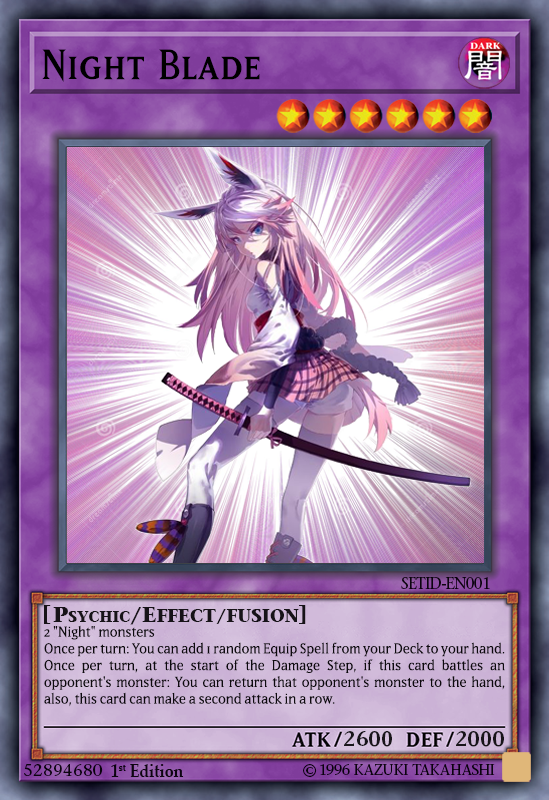 NIGHT BLADE
DARK
闇
SETID-EN001
[PSYCHIC/EFFECT/FUSION]
2 "Night" monsters
Once per turn: You can add 1 random Equip Spell from your Deck to your hand.
Once per turn, at the start of the Damage Step, if this card battles an
opponent's monster: You can return that opponent's monster to the hand,
also, this card can make a second attack in a row.
ATK/2600 DEF/2000
52894680 1st Edition
© 1996 KAZUKI TAKAHASHI